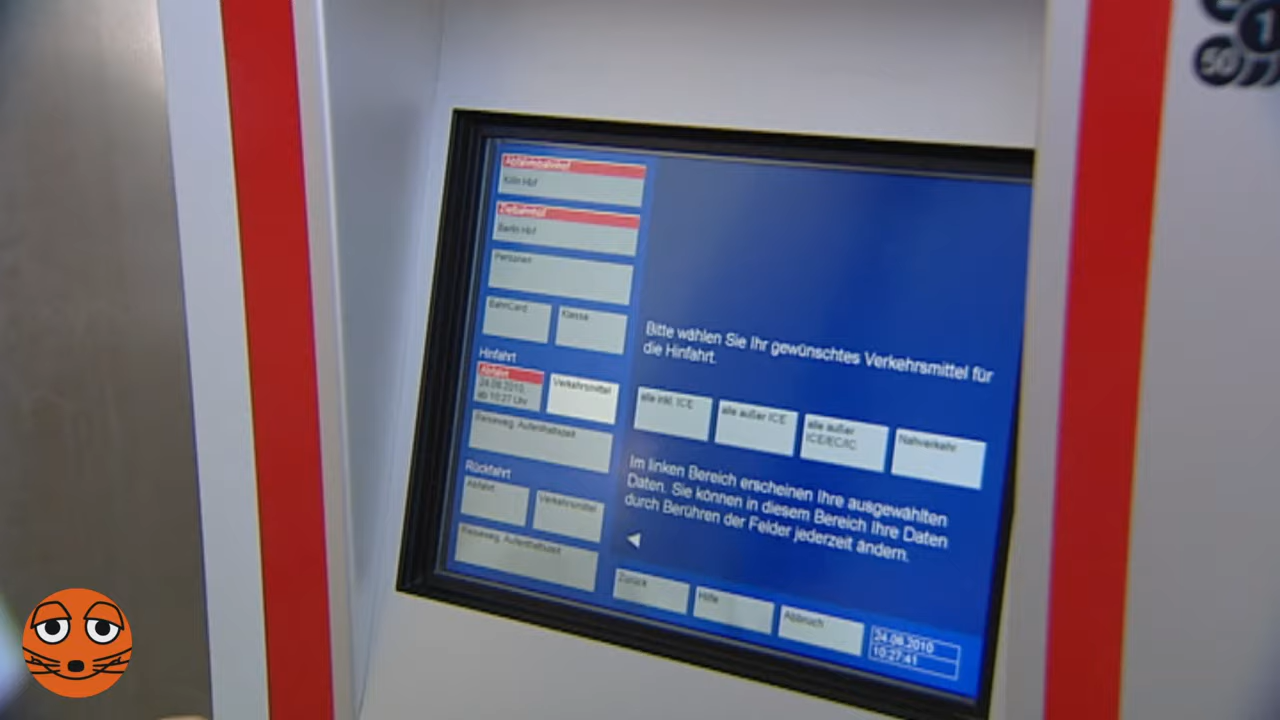 Abfahrtsbahnhof
Köln Hbf
Zielbahnhof
Berlin Hbf
Personen
BahnCard
Klasse
Hinfahrt
Abfahrt
24.08.2010,
ab 10:27 Uhr
Verkehrsmittel
Reiseweg, Aufenthaltszeit
Rückfahrt
Abfahrt
Verkehrsmittel
Reiseweg, Aufenthaltszeit
Bitte wählen Sie Ihr gewünschtes Verkehrsmittel für
die Hinfahrt.
alle inkl. ICE
alle außer ICE
alle außer
ICE/EC/IC
Nahverkehr
Im linken Bereich erscheinen Ihre ausgewählten
Daten. Sie können in diesem Bereich Ihre Daten
durch Berühren der Felder jederzeit ändern.
Zurück
Hilfe
Abbruch
24.08.2010
10:27:41
1
50